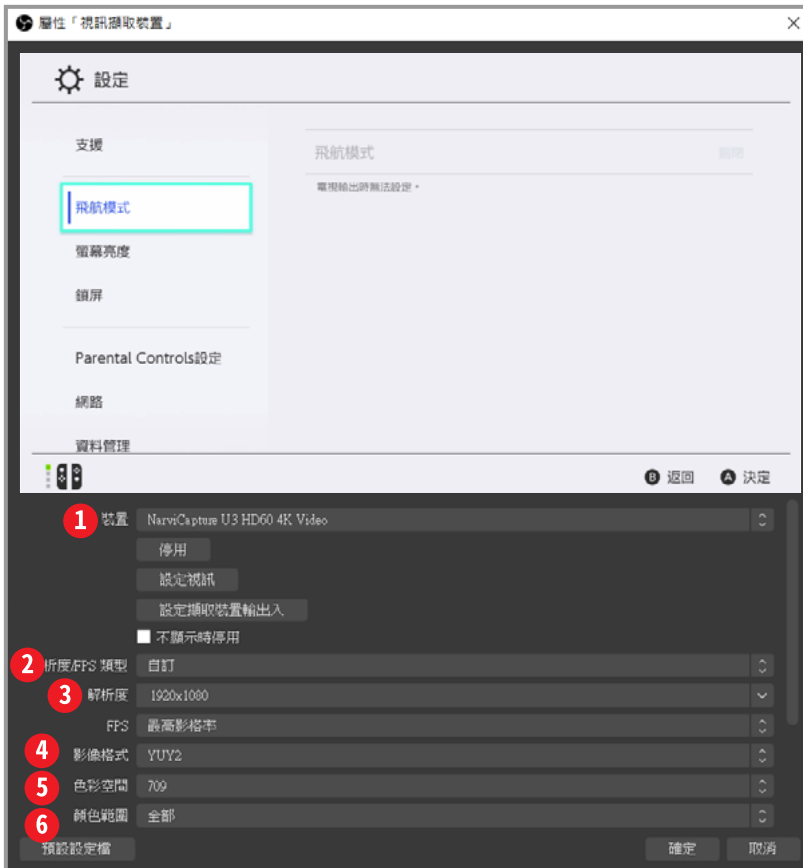 屬性「視訊擷取裝置」
設定
支援
飛航模式
螢幕亮度
鎖屏
Parental Controls設定
網路
資料管理
飛航模式
關閉
電視輸出時無法設定。
B 返回 A 決定
1 裝置 NarviCapture U3 HD60 4K Video
停用
設定視訊
設定擷取裝置輸出入
不顯示時停用
2 析度/FPS 類型 自訂
3 解析度 1920x1080
FPS 最高影格率
4 影像格式 YUY2
5 色彩空間 709
6 顏色範圍 全部
預設設定檔 確定 取消